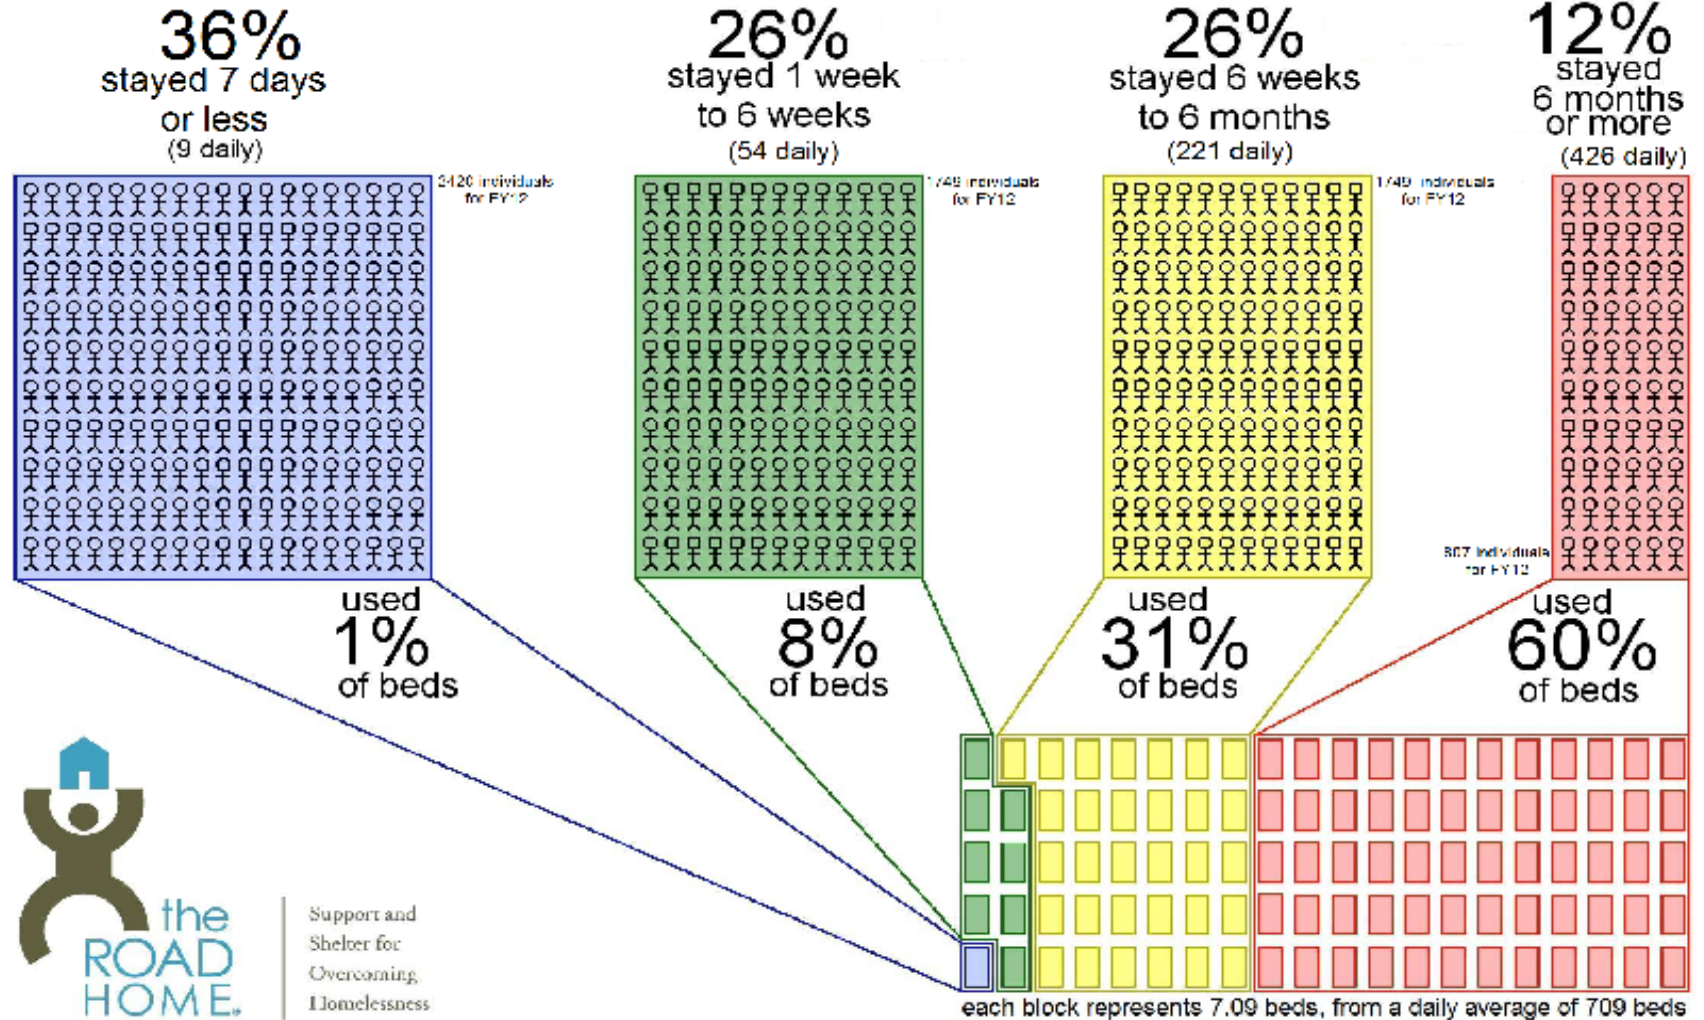 36%
stayed 7 days
or less
(9 daily)
26%
stayed 1 week
to 6 weeks
(54 daily)
26%
stayed 6 weeks
to 6 months
(221 daily)
12%
stayed
6 months
or more
(426 daily)
individuals
for FY12
1749 individuals
for FY12
1749 individuals
for FY12
807 individuals
for FY12
used
1%
of beds
used
8%
of beds
used
31%
of beds
used
60%
of beds
each block represents 7.09 beds, from a daily average of 709 beds
the
ROAD
HOME.
Support and
Shelter for
Overcoming
Homelessness